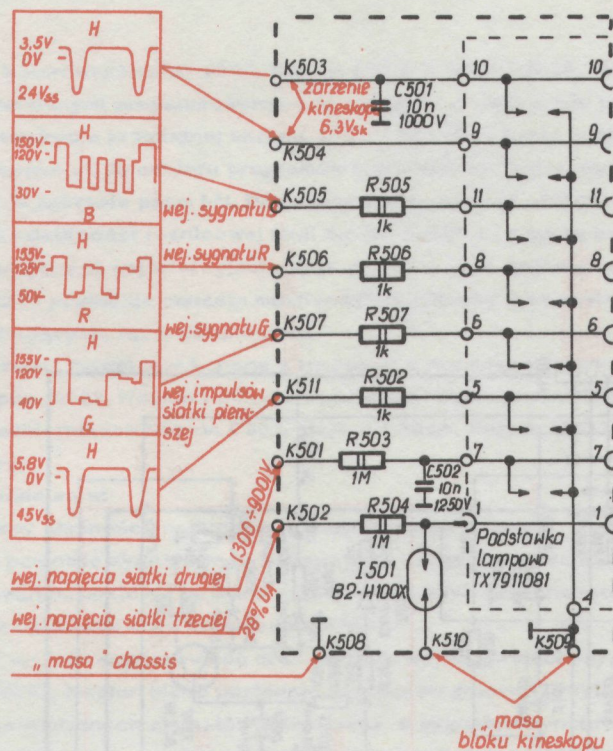 H
3,5V
0V
24Vss
H
150V
120V
30V
B
H
155V
125V
50V
R
H
155V
120V
40V
G
H
5,8V
0V
45Vss
K503
żarzenie
kineskopu
6,3Vsk
C501
10n
1000V
10
10
K504
9
9
K505
wej. sygnału B
R505
1k
11
11
K506
wej. sygnału R
R506
1k
8
8
K507
wej. sygnału G
R507
1k
6
6
K511
wej. impulsów
siatki pierw-
szej
R502
1k
5
5
K501
R503
1M
C502
10n
1250V
7
7
K502
1300÷900V
R504
1M
1
1
Podstawka
lampowa
TX7911081
I501
B2-H100X
wej. napięcia siatki drugiej
wej. napięcia siatki trzeciej
28% UA
4
„masa" chassis
K508
K510
K509
„masa"
bloku kineskopu